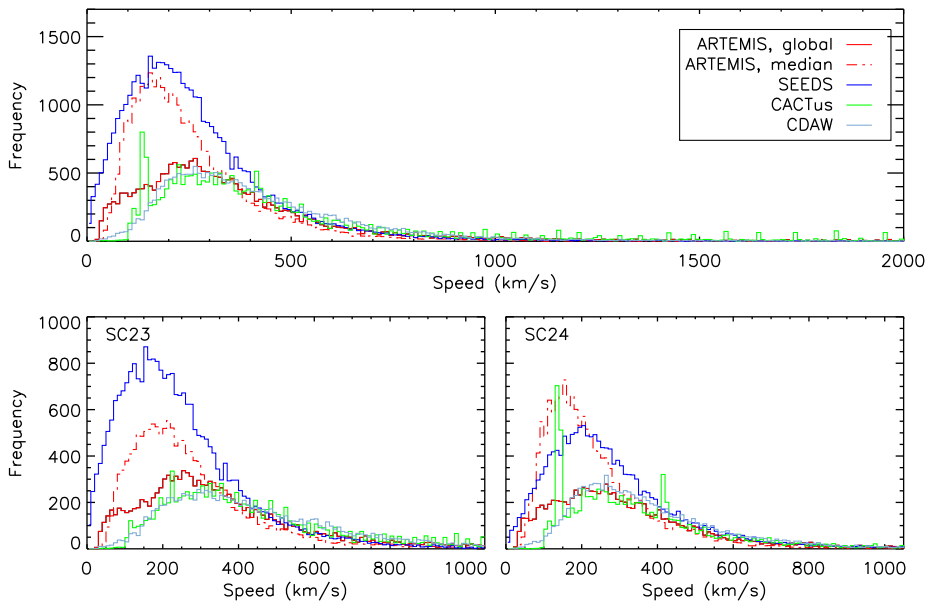 1500
1000
500
0
Frequency
ARTEMIS, global
ARTEMIS, median
SEEDS
CACTus
CDAW
0 500 1000 1500 2000
Speed (km/s)
SC23
1000
800
600
400
200
0
Frequency
0 200 400 600 800 1000
Speed (km/s)
SC24
0 200 400 600 800 1000
Speed (km/s)